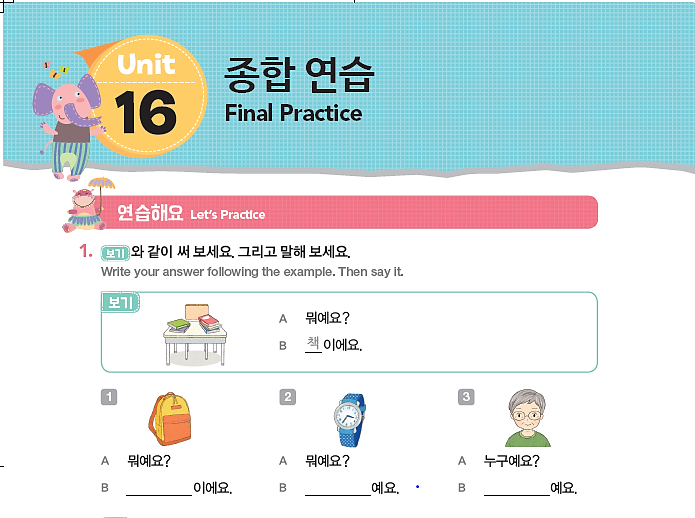 Unit
16
종합 연습
Final Practice
연습해요 Let's Practice
1. 보기 와 같이 써 보세요. 그리고 말해 보세요.
Write your answer following the example. Then say it.
보기
A 뭐예요?
B 책이에요.
1 2 3
A 뭐예요? A 뭐예요? A 누구예요?
B ________이에요. B ________예요. B ________예요.